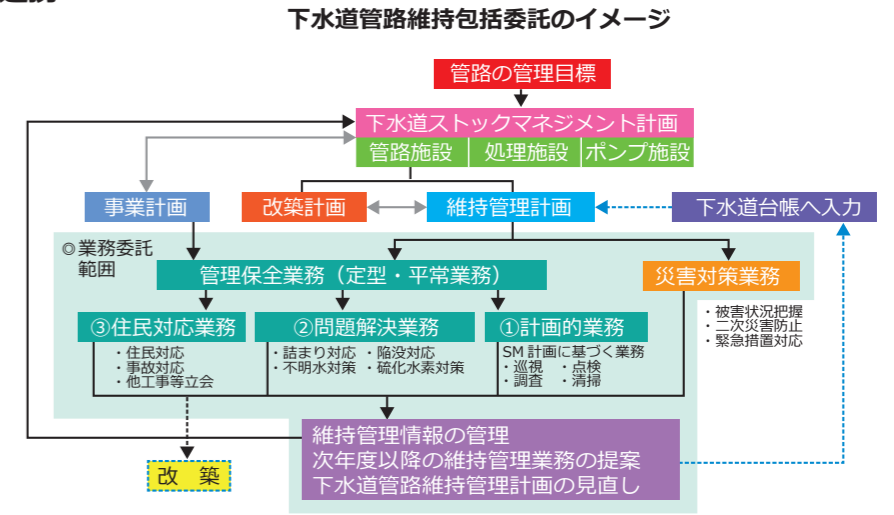 下水道管路維持包括委託のイメージ
管路の管理目標
下水道ストックマネジメント計画
管路施設
処理施設
ポンプ施設
事業計画
改築計画
維持管理計画
下水道台帳へ入力
◎業務委託
範囲
管理保全業務（定型・平常業務）
災害対策業務
・被害状況把握
・二次災害防止
・緊急措置対応
③住民対応業務
・住民対応
・事故対応
・他工事等立会
②問題解決業務
・詰まり対応 ・陥没対応
・不明水対策 ・硫化水素対策
①計画的業務
SM 計画に基づく業務
・巡視 ・点検
・調査 ・清掃
維持管理情報の管理
次年度以降の維持管理業務の提案
下水道管路維持管理計画の見直し
改 築